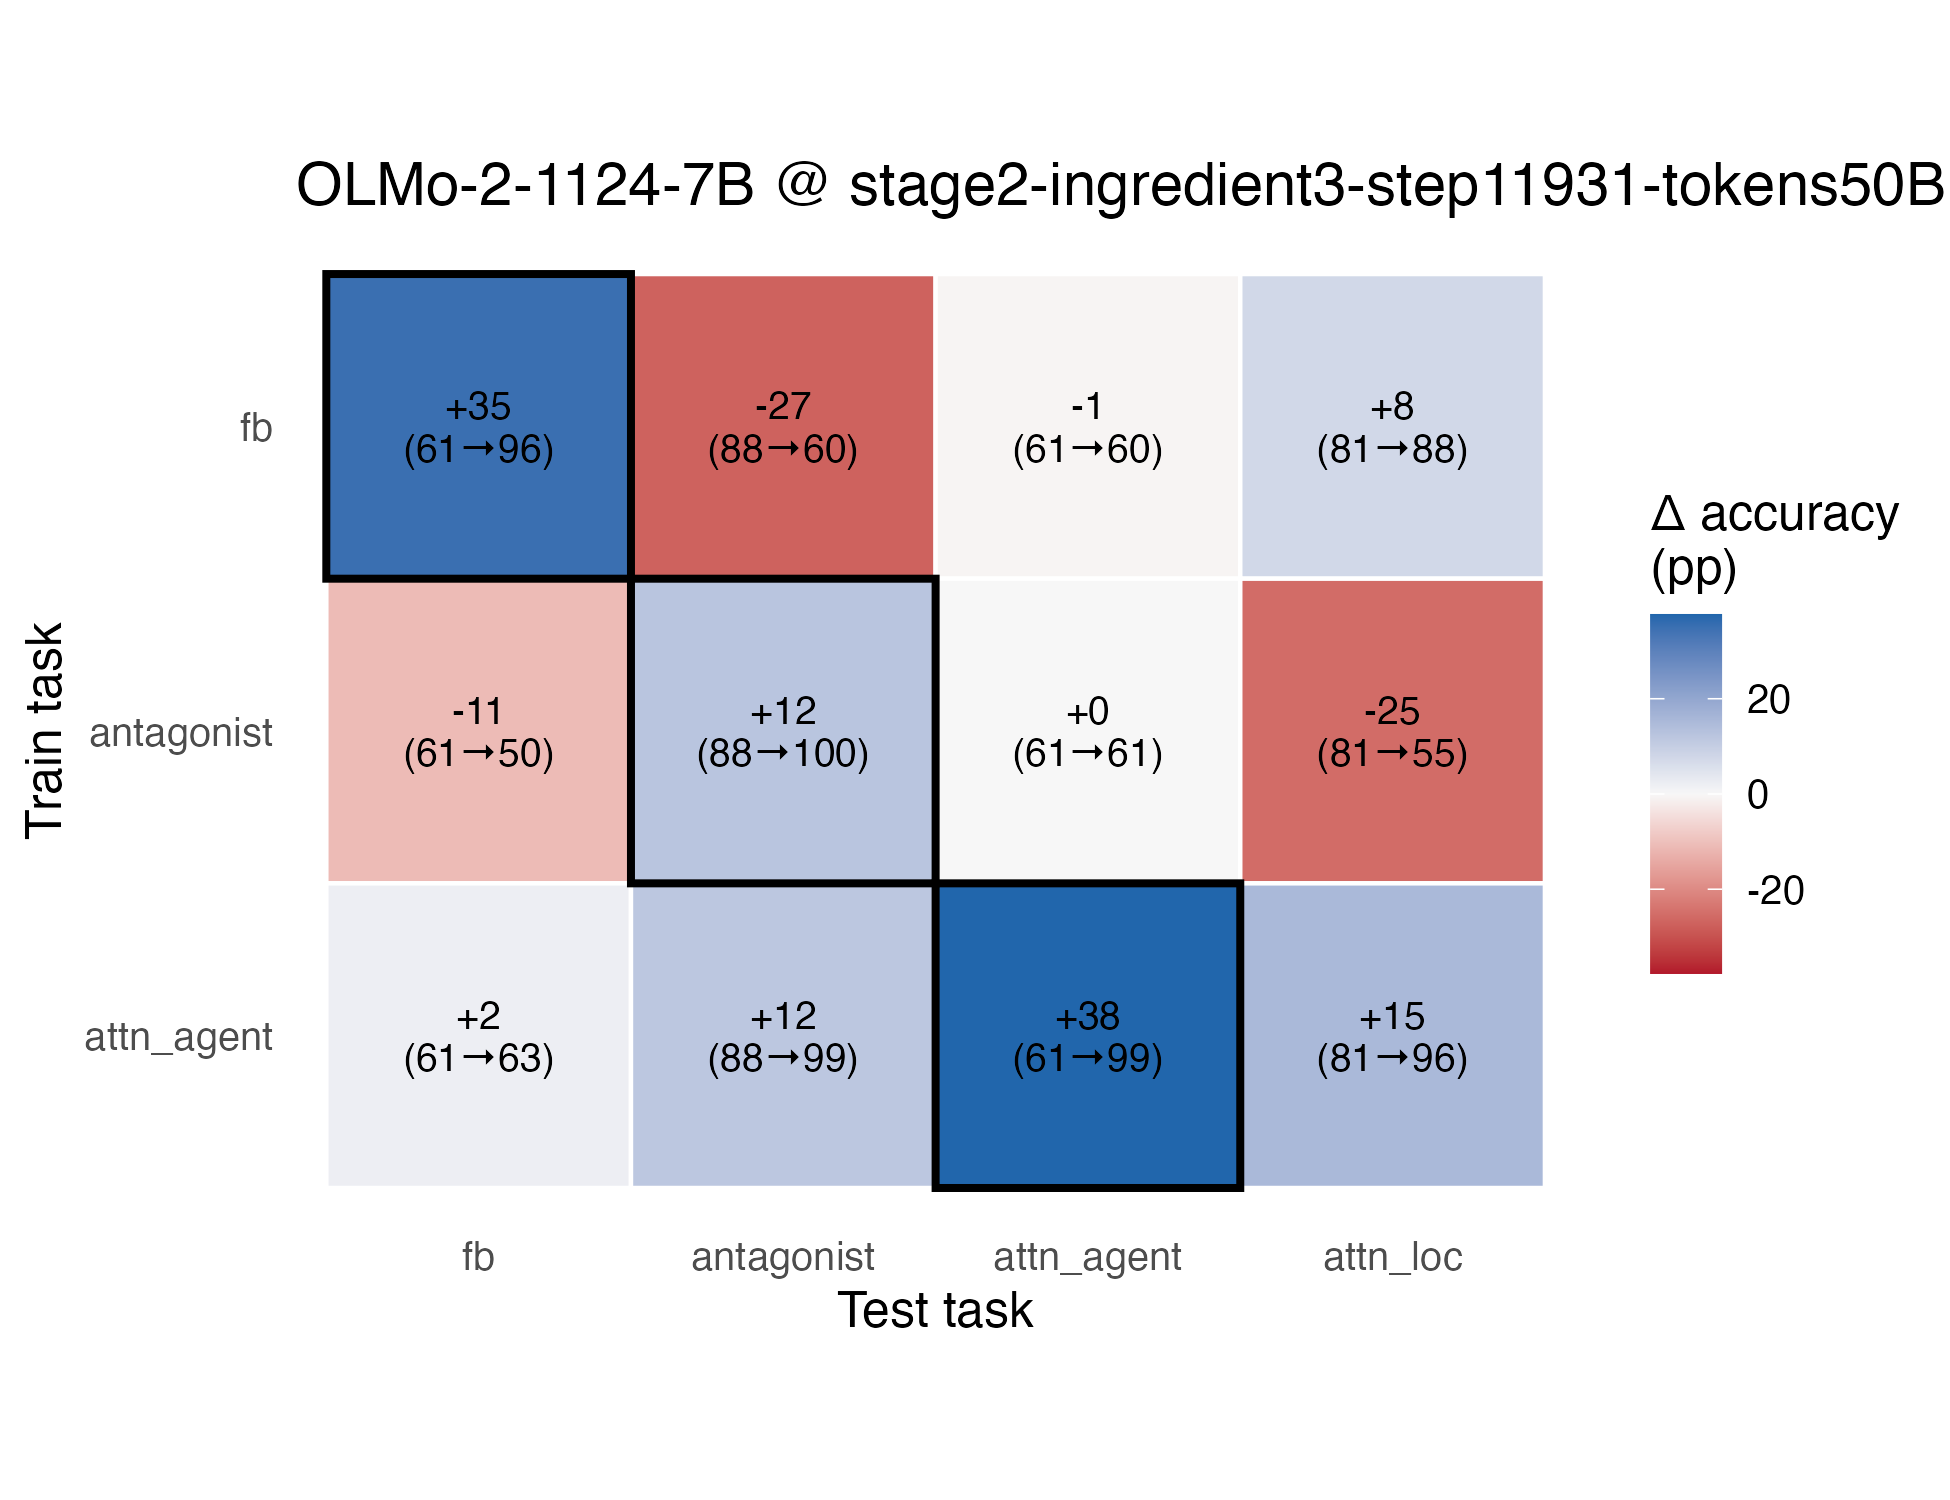 OLMo-2-1124-7B @ stage2-ingredient3-step11931-tokens50B
Train task
fb
+35
(61→96)
-27
(88→60)
-1
(61→60)
+8
(81→88)
antagonist
-11
(61→50)
+12
(88→100)
+0
(61→61)
-25
(81→55)
attn_agent
+2
(61→63)
+12
(88→99)
+38
(61→99)
+15
(81→96)
fb
antagonist
attn_agent
attn_loc
Test task
Δ accuracy
(pp)
20
0
-20